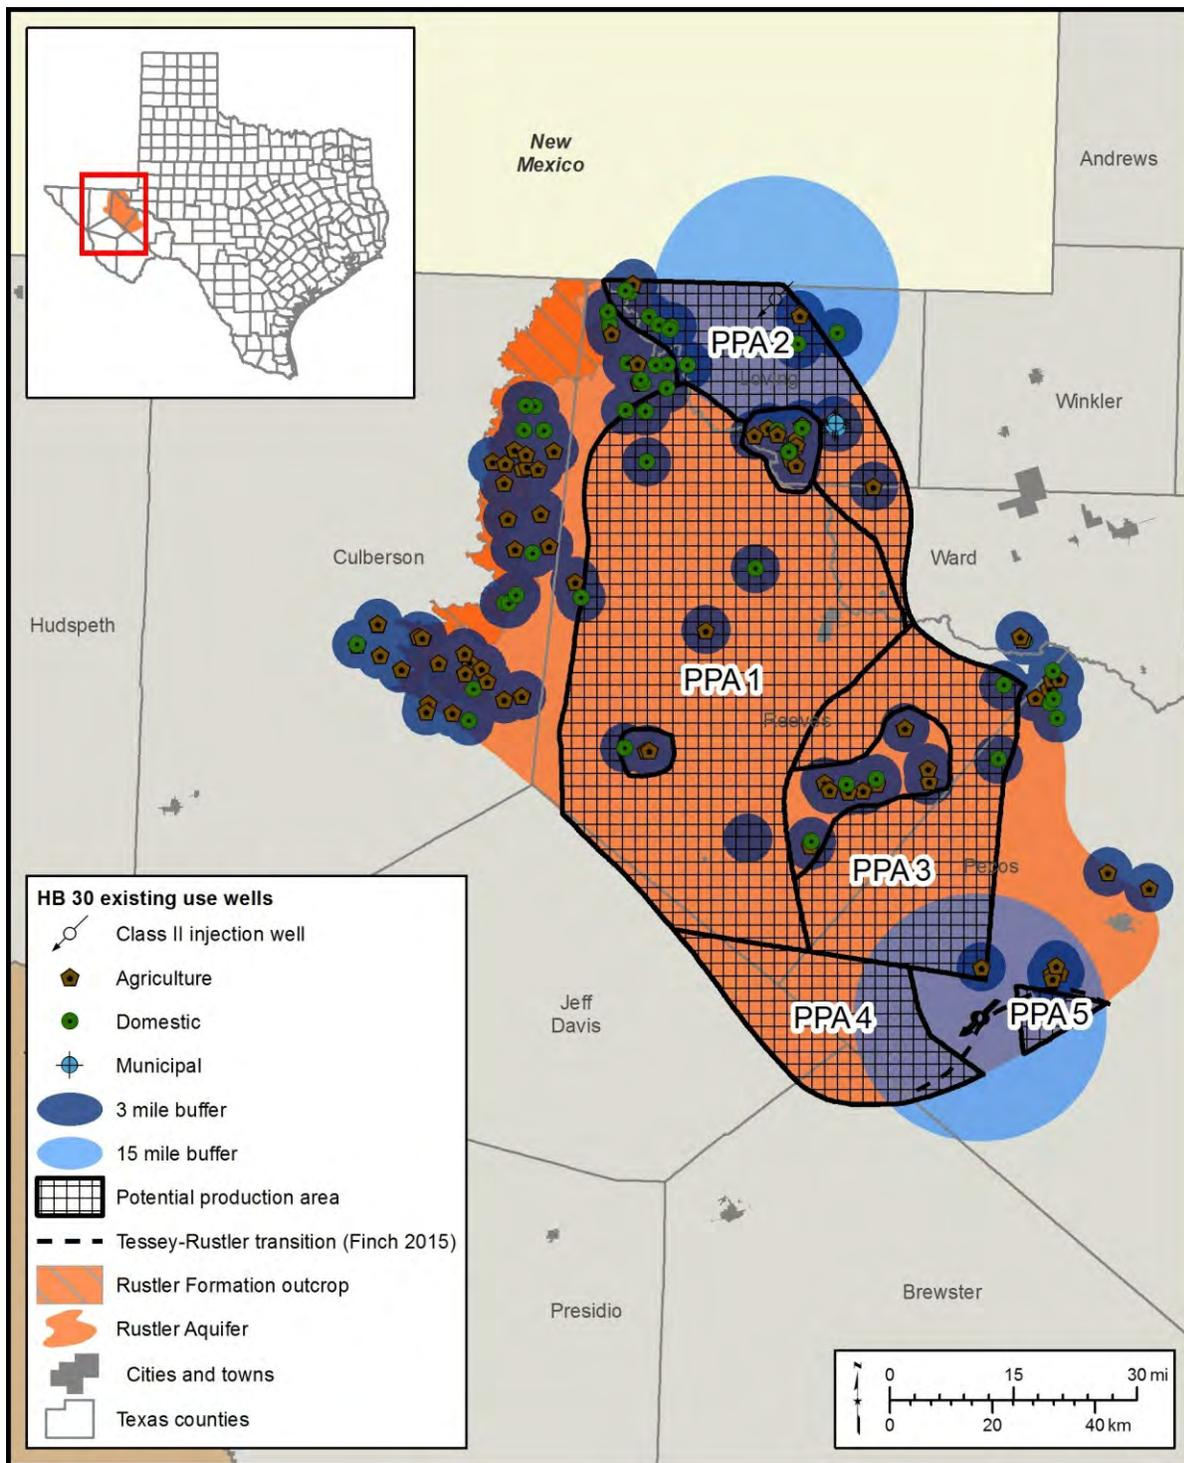 New
Mexico
Andrews
PPA 2
Loving
Winkler
Culberson
Ward
Hudspeth
PPA 1
Reeves
PPA 3
Pecos
HB 30 existing use wells
Class II injection well
Agriculture
Domestic
Municipal
3 mile buffer
15 mile buffer
Potential production area
Tessey-Rustler transition (Finch 2015)
Rustler Formation outcrop
Rustler Aquifer
Cities and towns
Texas counties
Jeff
Davis
PPA 4
PPA 5
Presidio
Brewster
N
0 15 30 mi
0 20 40 km